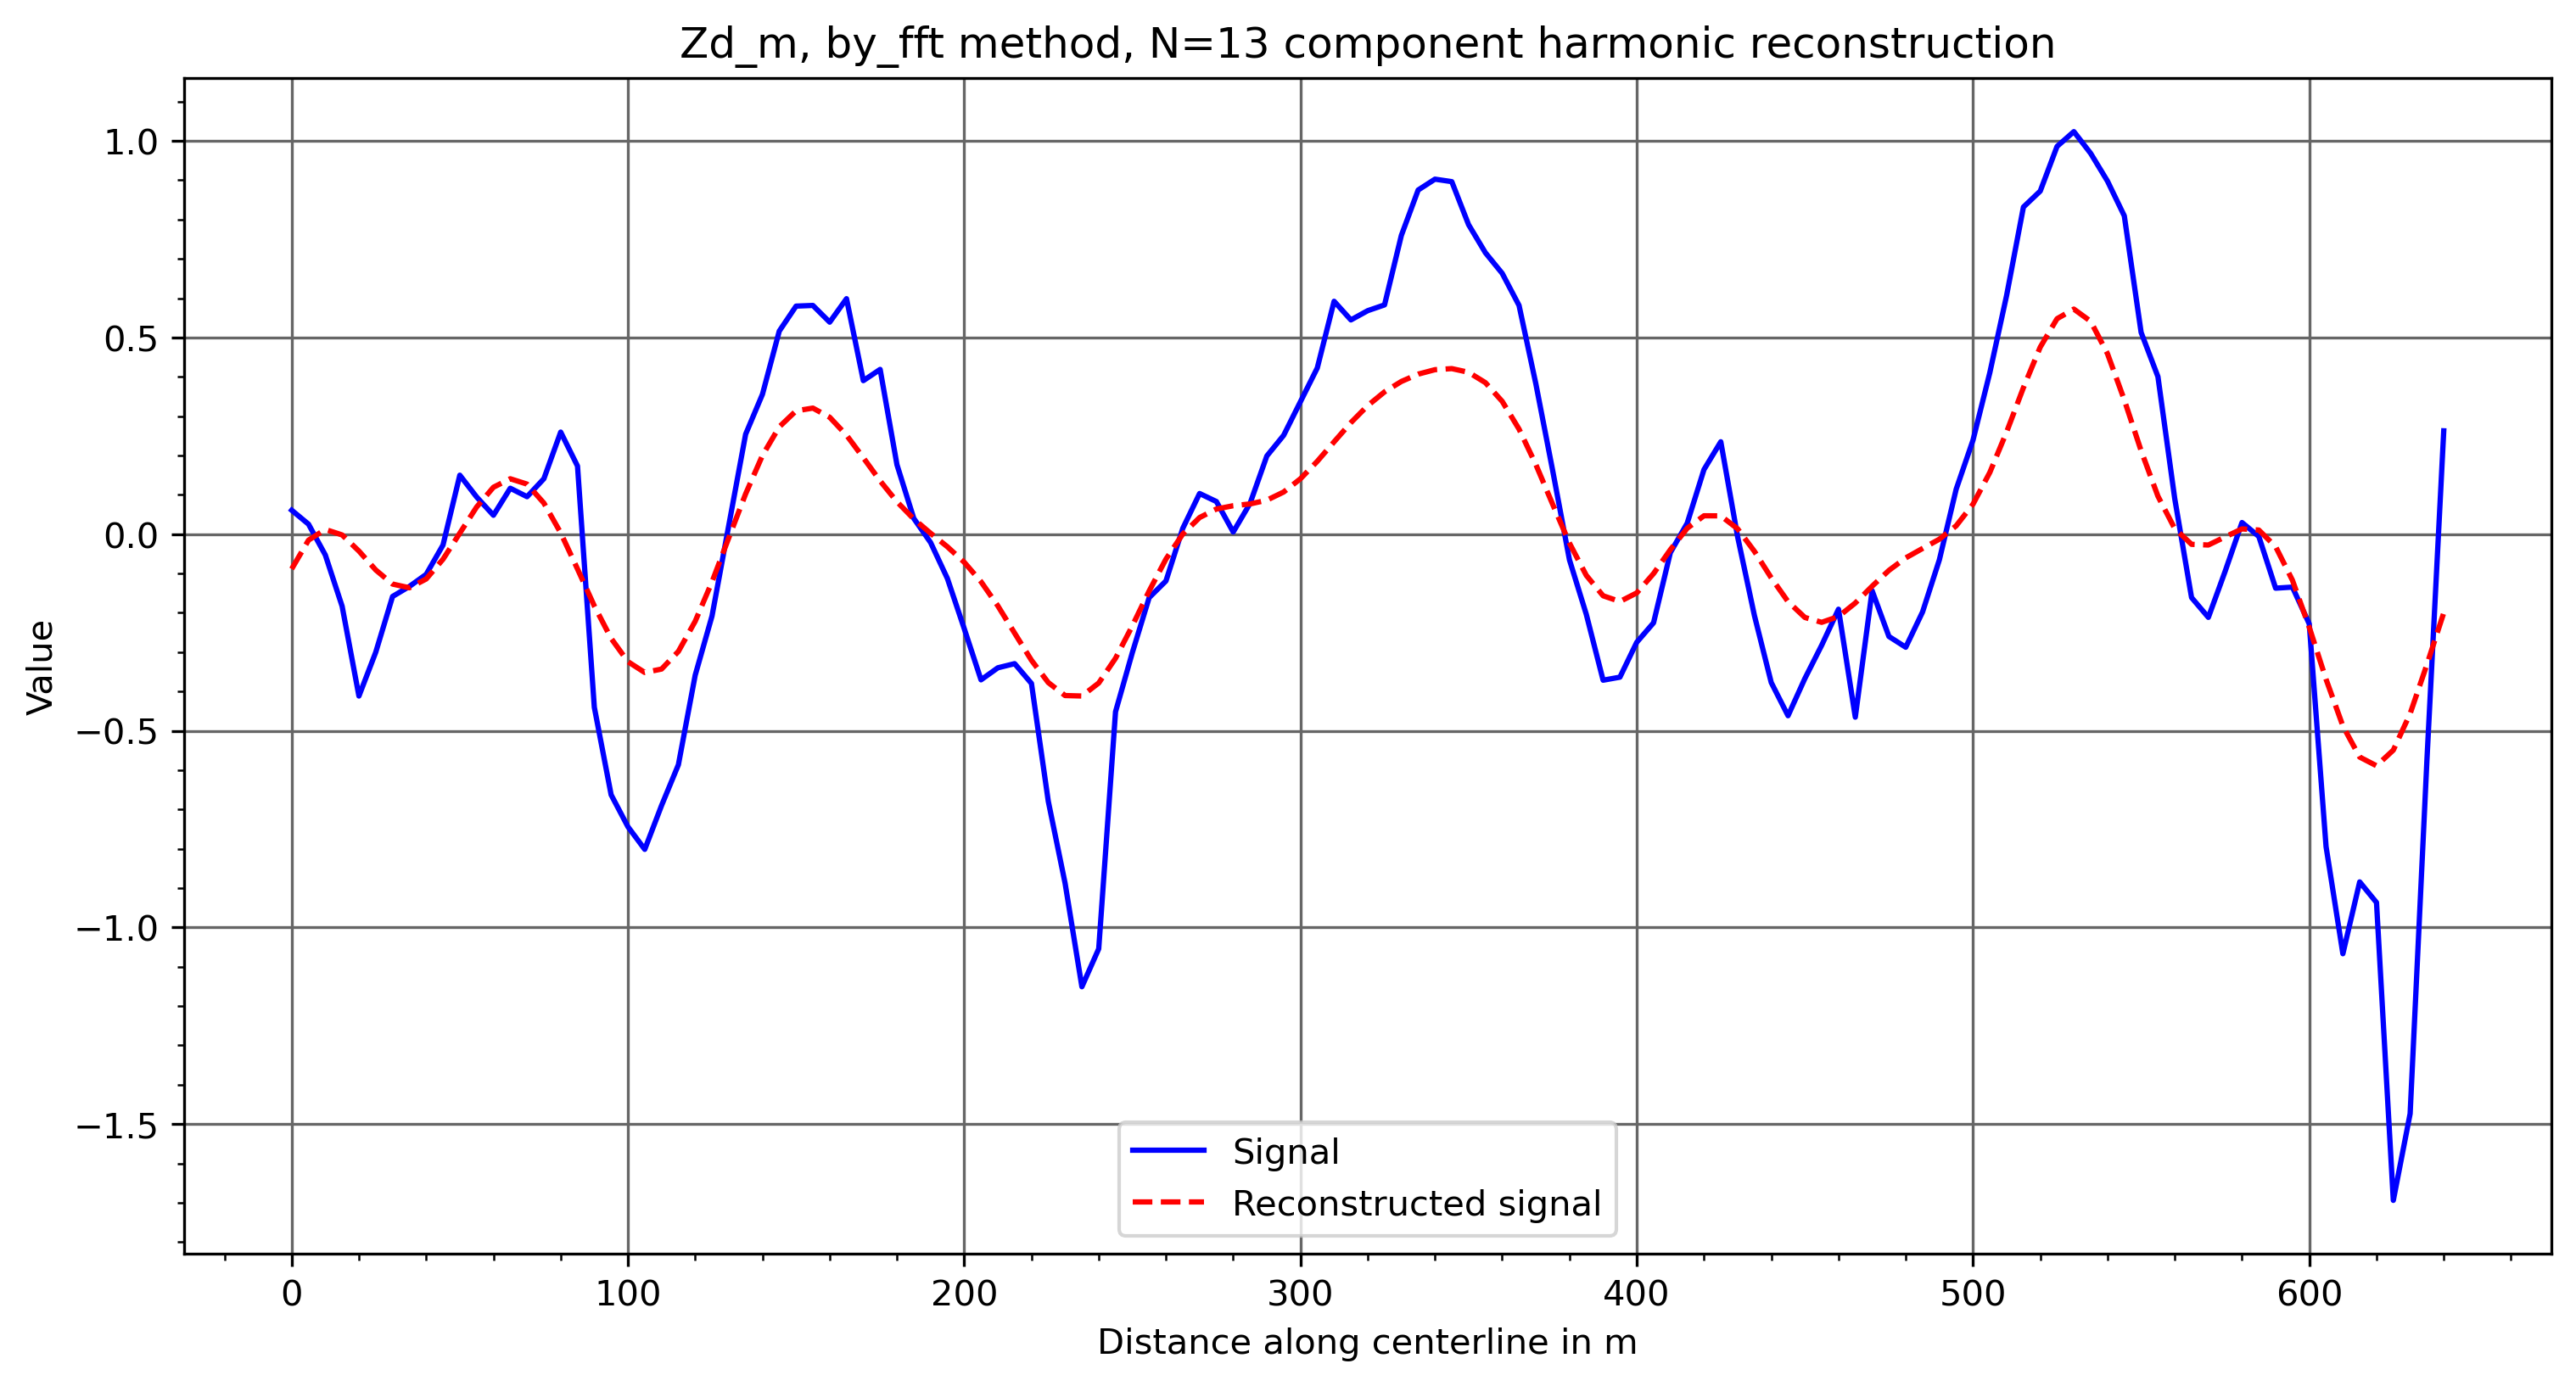 Zd_m, by_fft method, N=13 component harmonic reconstruction
1.0
0.5
0.0
−0.5
−1.0
−1.5
Value
Signal
Reconstructed signal
0 100 200 300 400 500 600
Distance along centerline in m